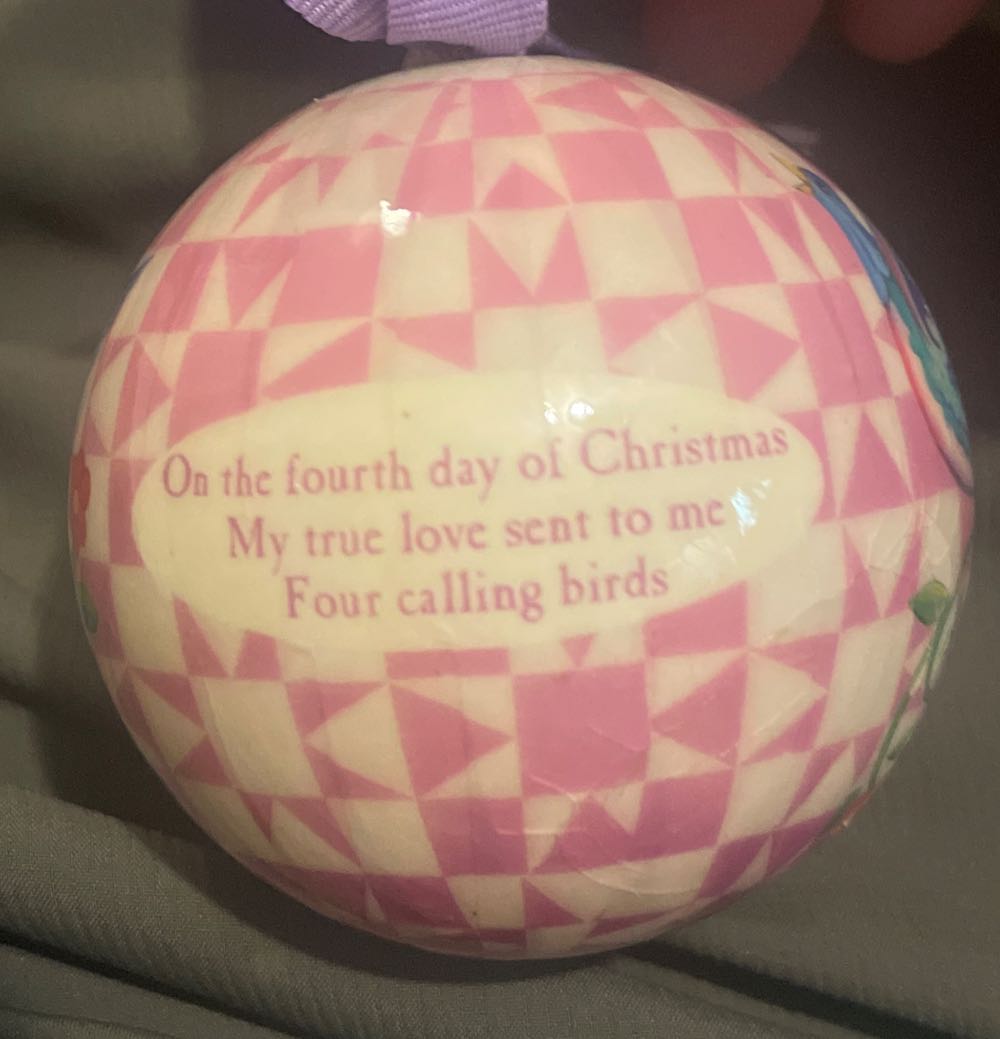 On the fourth day of Christmas
My true love sent to me
Four calling birds